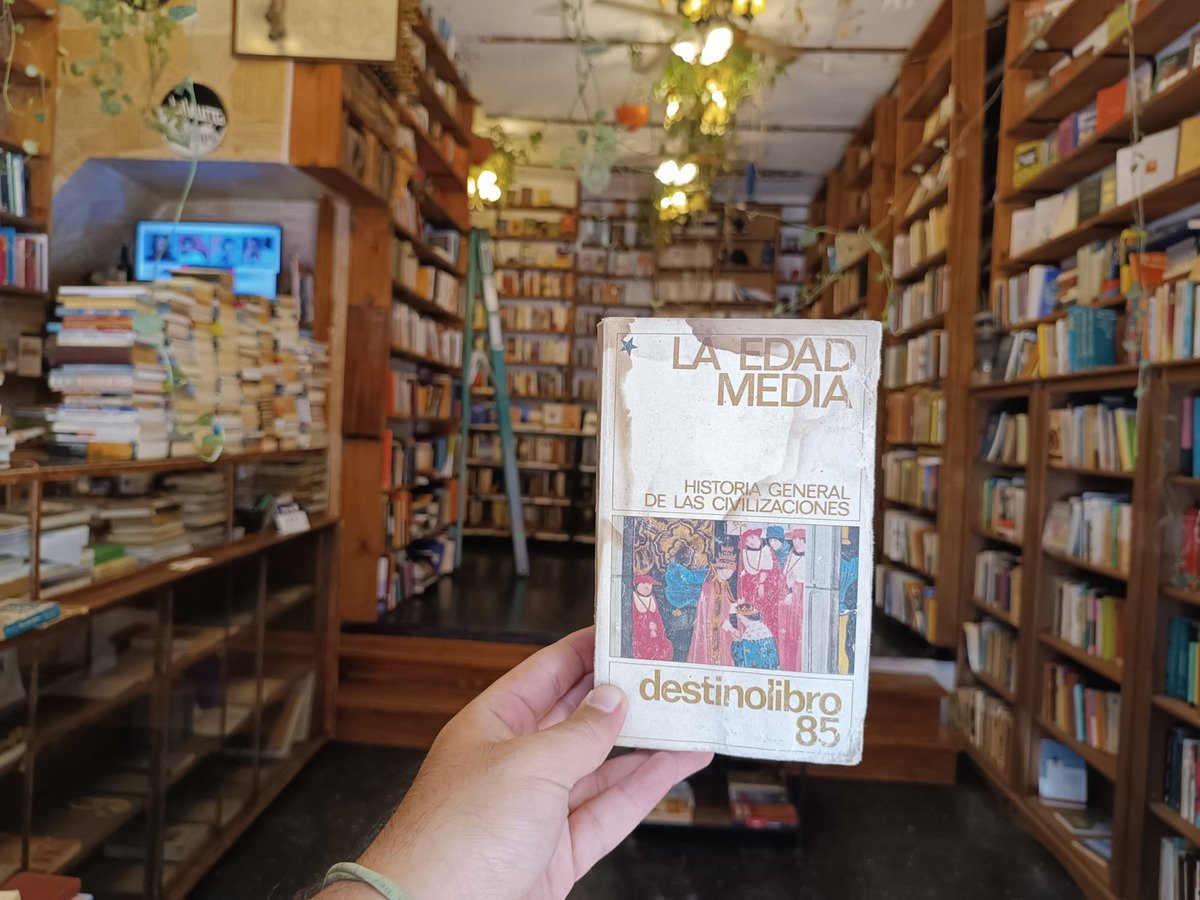 LA EDAD
MEDIA
HISTORIA GENERAL
DE LAS CIVILIZACIONES
destinolibro
85